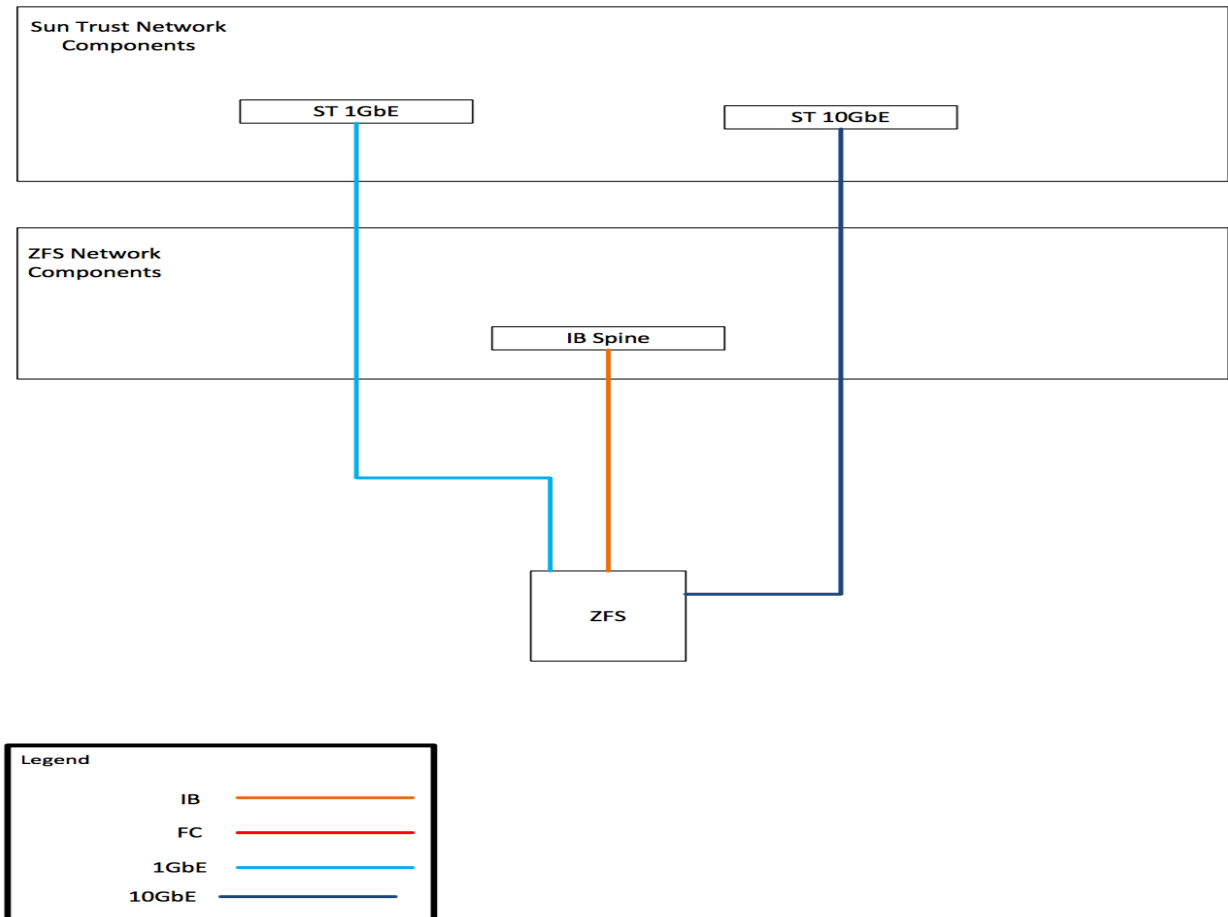 Sun Trust Network
Components
ST 1GbE
ST 10GbE
ZFS Network
Components
IB Spine
ZFS
Legend
IB
FC
1GbE
10GbE